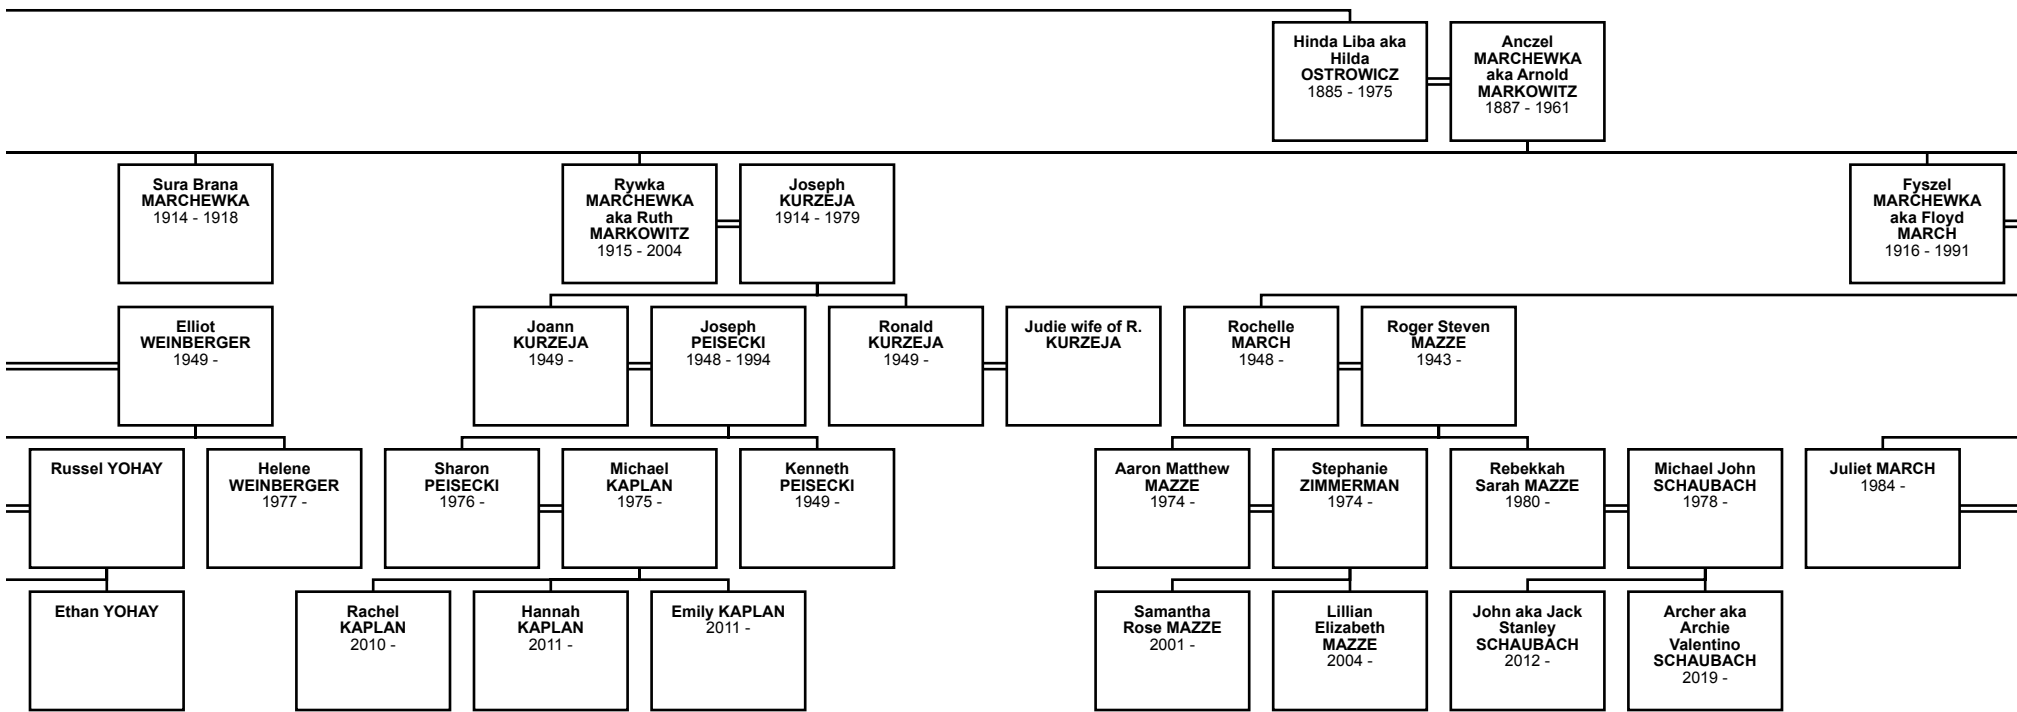 Hinda Liba aka
Hilda
OSTROWICZ
1885 - 1975
Anczel
MARCHEWKA
aka Arnold
MARKOWITZ
1887 - 1961
Sura Brana
MARCHEWKA
1914 - 1918
Rywka
MARCHEWKA
aka Ruth
MARKOWITZ
1915 - 2004
Joseph
KURZEJA
1914 - 1979
Fyszel
MARCHEWKA
aka Floyd
MARCH
1916 - 1991
Elliot
WEINBERGER
1949 -
Joann
KURZEJA
1949 -
Joseph
PEISECKI
1948 - 1994
Ronald
KURZEJA
1949 -
Judie wife of R.
KURZEJA
Rochelle
MARCH
1948 -
Roger Steven
MAZZE
1943 -
Russel YOHAY
Helene
WEINBERGER
1977 -
Sharon
PEISECKI
1976 -
Michael
KAPLAN
1975 -
Kenneth
PEISECKI
1949 -
Aaron Matthew
MAZZE
1974 -
Stephanie
ZIMMERMAN
1974 -
Rebekkah
Sarah MAZZE
1980 -
Michael John
SCHAUBACH
1978 -
Juliet MARCH
1984 -
Ethan YOHAY
Rachel
KAPLAN
2010 -
Hannah
KAPLAN
2011 -
Emily KAPLAN
2011 -
Samantha
Rose MAZZE
2001 -
Lillian
Elizabeth
MAZZE
2004 -
John aka Jack
Stanley
SCHAUBACH
2012 -
Archer aka
Archie
Valentino
SCHAUBACH
2019 -